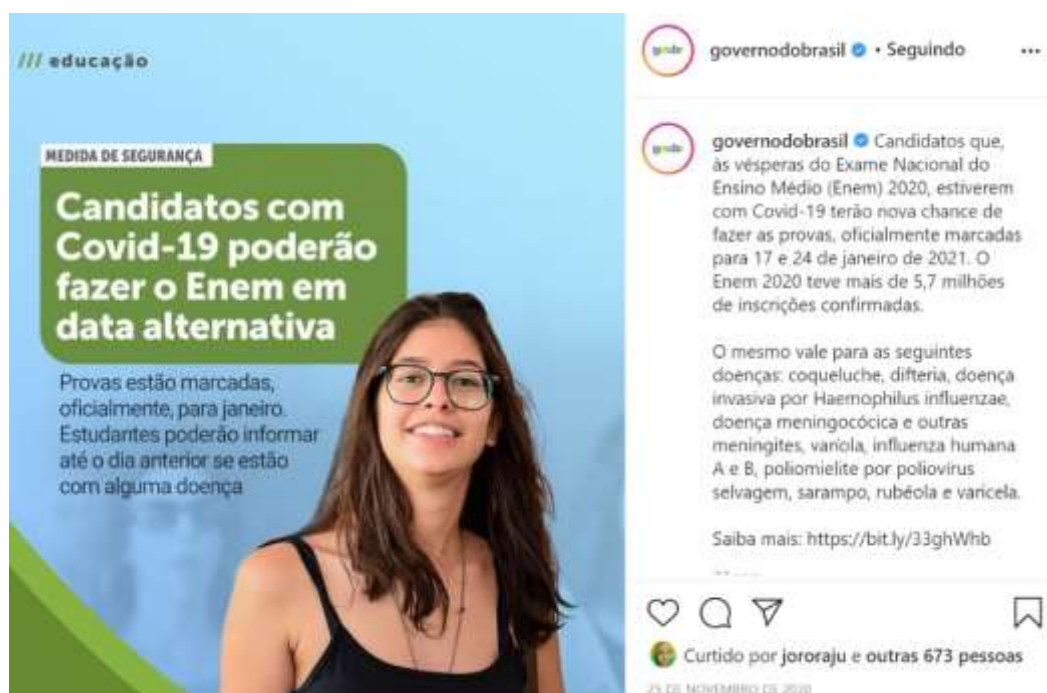 /// educação
MEDIDA DE SEGURANÇA
Candidatos com
Covid-19 poderão
fazer o Enem em
data alternativa
Provas estão marcadas,
oficialmente, para janeiro.
Estudantes poderão informar
até o dia anterior se estão
com alguma doença
governodobrasil • Seguindo
governodobrasil Candidatos que,
às vésperas do Exame Nacional do
Ensino Médio (Enem) 2020, estiverem
com Covid-19 terão nova chance de
fazer as provas, oficialmente marcadas
para 17 e 24 de janeiro de 2021. O
Enem 2020 teve mais de 5,7 milhões
de inscrições confirmadas.
O mesmo vale para as seguintes
doenças: coqueluche, difteria, doença
invasiva por Haemophilus influenzae,
doença meningocócica e outras
meningites, varíola, influenza humana
A e B, poliomielite por poliovírus
selvagem, sarampo, rubéola e varicela.
Saiba mais: https://bit.ly/33ghWhb
Curtido por jororaju e outras 673 pessoas
25 DE NOVEMBRO DE 2020